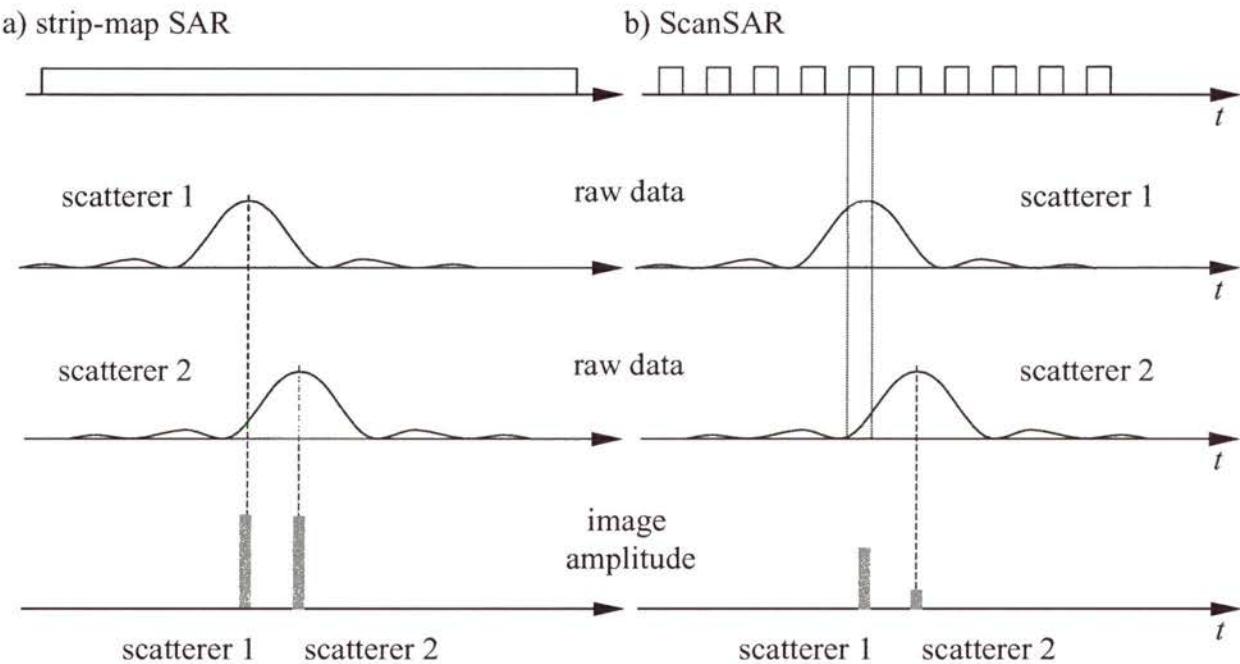 a) strip-map SAR
b) ScanSAR
t
scatterer 1
raw data
scatterer 1
t
scatterer 2
raw data
scatterer 2
t
image
amplitude
t
scatterer 1
scatterer 2
scatterer 1
scatterer 2